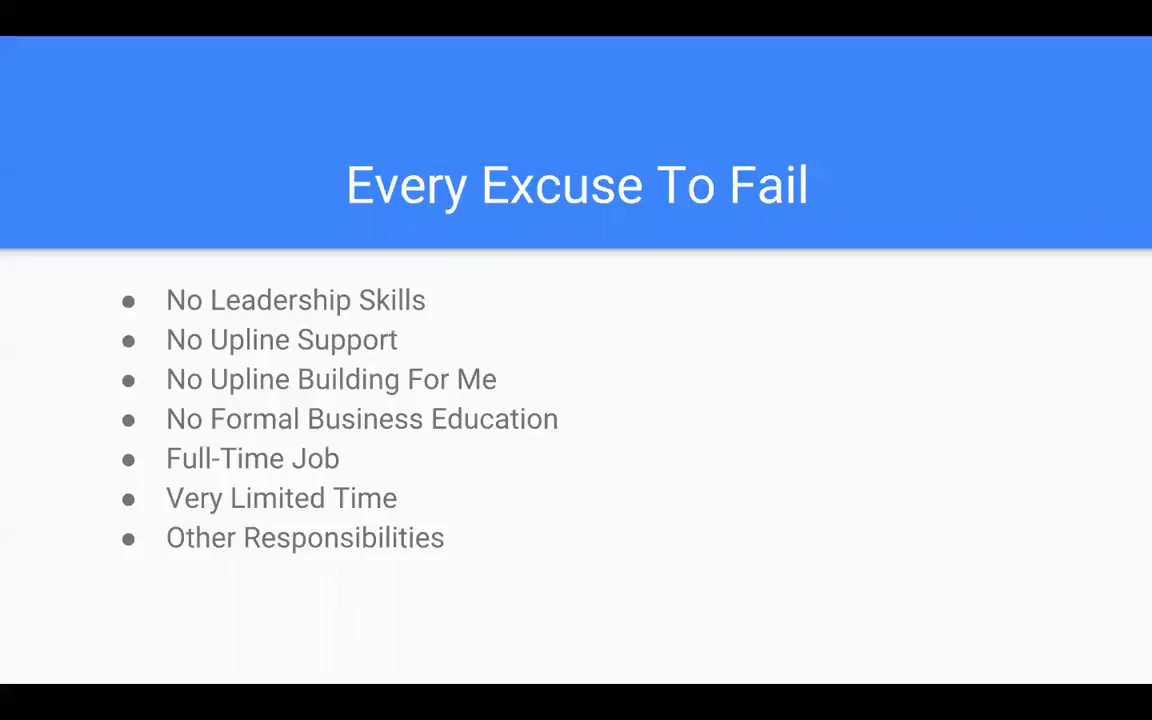 Every Excuse To Fail
● No Leadership Skills
● No Upline Support
● No Upline Building For Me
● No Formal Business Education
● Full-Time Job
● Very Limited Time
● Other Responsibilities